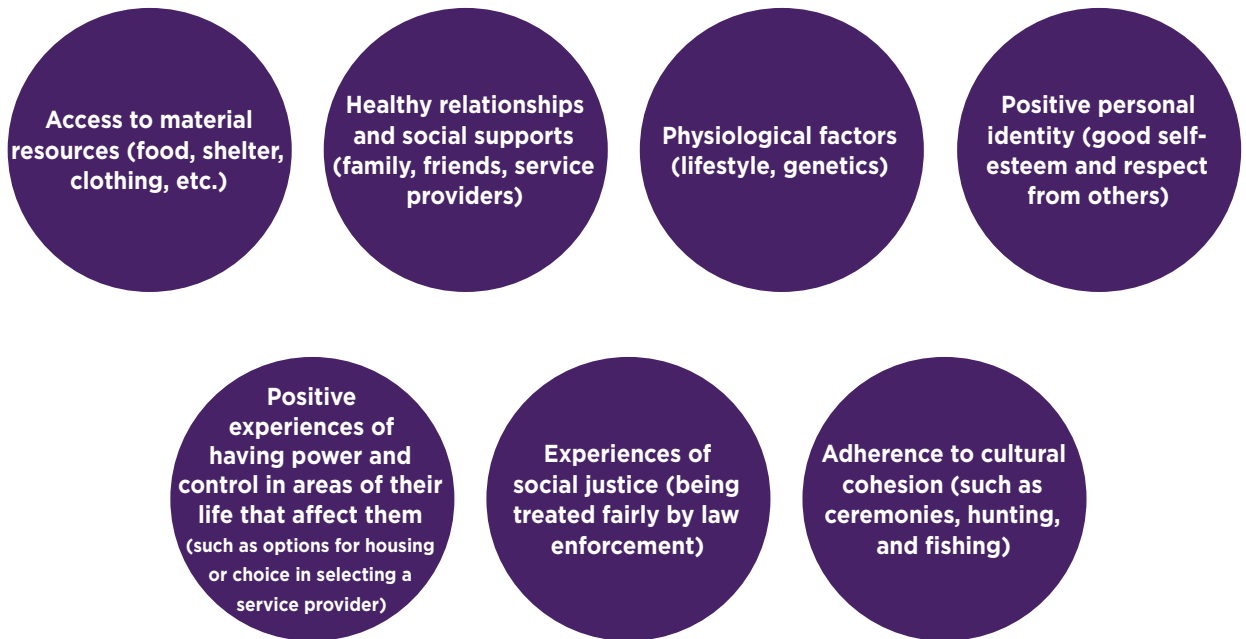 Access to material
resources (food, shelter,
clothing, etc.)
Healthy relationships
and social supports
(family, friends, service
providers)
Physiological factors
(lifestyle, genetics)
Positive personal
identity (good self-
esteem and respect
from others)
Positive
experiences of
having power and
control in areas of their
life that affect them
(such as options for housing
or choice in selecting a
service provider)
Experiences of
social justice (being
treated fairly by law
enforcement)
Adherence to cultural
cohesion (such as
ceremonies, hunting,
and fishing)